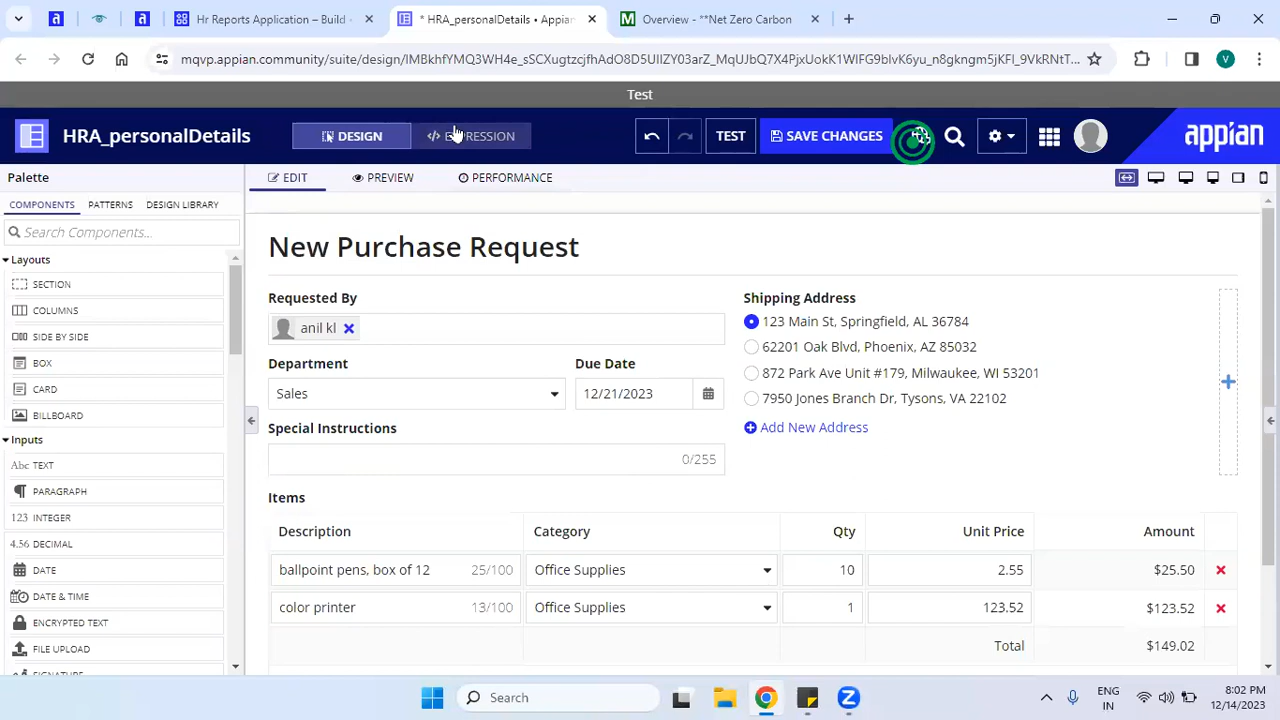 Hr Reports Application – Build
* HRA_personalDetails • Appian
Overview - **Net Zero Carbon
mqvp.appian.community/suite/design/
Test
HRA_personalDetails
DESIGN
EXPRESSION
TEST
SAVE CHANGES
appian
Palette
EDIT
PREVIEW
PERFORMANCE
COMPONENTS
PATTERNS
DESIGN LIBRARY
Search Components...
Layouts
SECTION
COLUMNS
SIDE BY SIDE
BOX
CARD
BILLBOARD
Inputs
Abc TEXT
PARAGRAPH
123 INTEGER
4.56 DECIMAL
DATE
DATE & TIME
ENCRYPTED TEXT
FILE UPLOAD
SIGNATURE
New Purchase Request
Requested By
anil kl
Department
Due Date
Sales
12/21/2023
Special Instructions
0/255
Shipping Address
123 Main St, Springfield, AL 36784
62201 Oak Blvd, Phoenix, AZ 85032
872 Park Ave Unit #179, Milwaukee, WI 53201
7950 Jones Branch Dr, Tysons, VA 22102
Add New Address
Items
Description Category Qty Unit Price Amount
ballpoint pens, box of 12 25/100 Office Supplies 10 2.55 $25.50
color printer 13/100 Office Supplies 1 123.52 $123.52
Total $149.02
Search
ENG
IN
8:02 PM
12/14/2023